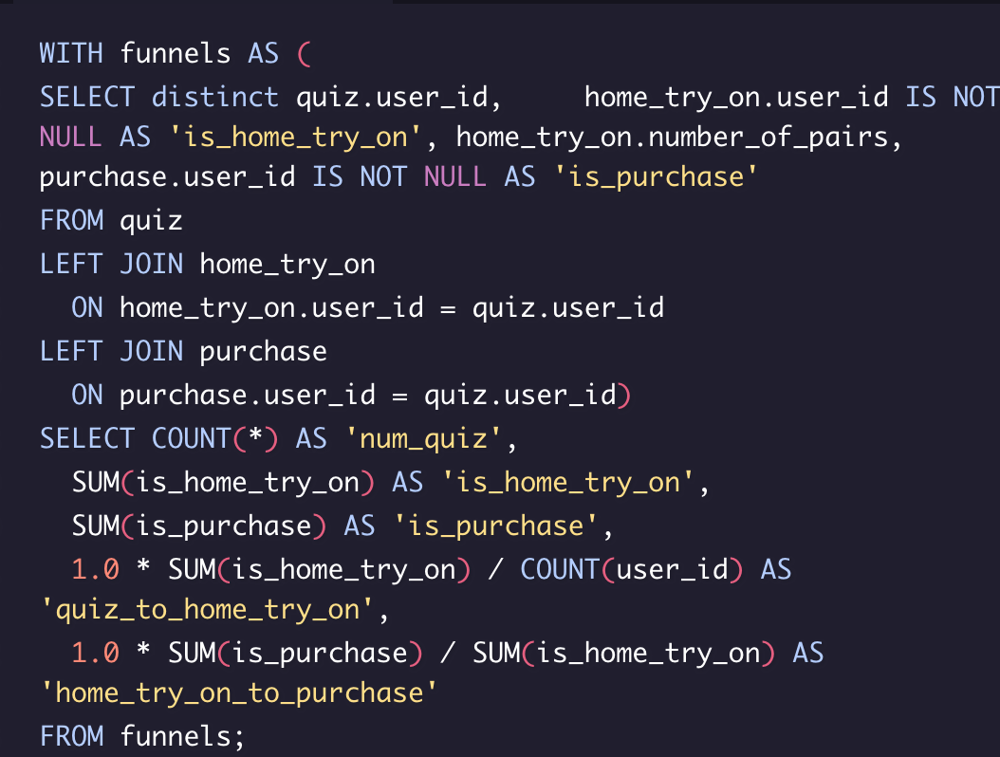 WITH funnels AS (
SELECT distinct quiz.user_id,     home_try_on.user_id IS NOT
NULL AS 'is_home_try_on', home_try_on.number_of_pairs,
purchase.user_id IS NOT NULL AS 'is_purchase'
FROM quiz
LEFT JOIN home_try_on
  ON home_try_on.user_id = quiz.user_id
LEFT JOIN purchase
  ON purchase.user_id = quiz.user_id)
SELECT COUNT(*) AS 'num_quiz',
  SUM(is_home_try_on) AS 'is_home_try_on',
  SUM(is_purchase) AS 'is_purchase',
  1.0 * SUM(is_home_try_on) / COUNT(user_id) AS
'quiz_to_home_try_on',
  1.0 * SUM(is_purchase) / SUM(is_home_try_on) AS
'home_try_on_to_purchase'
FROM funnels;